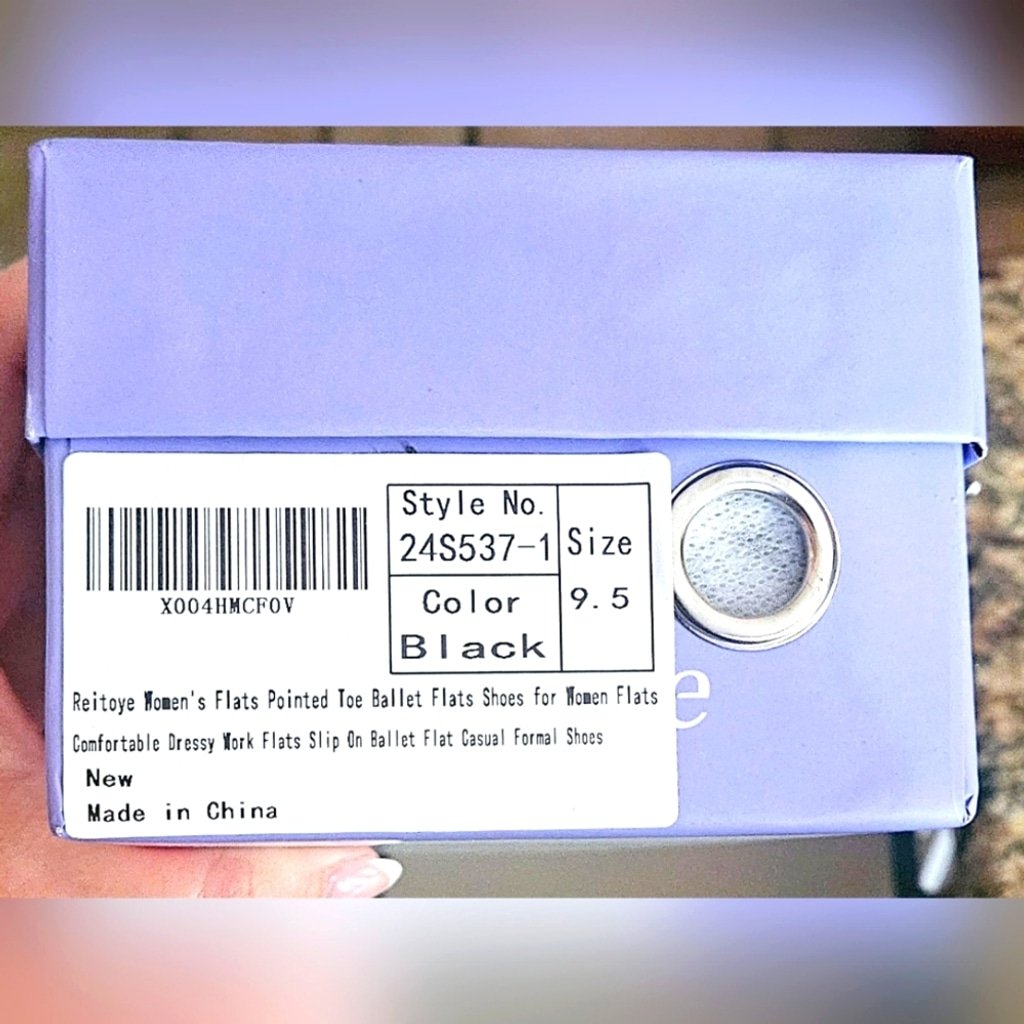 X004HMCF0V
Style No.
24S537-1
Color
Black
Size
9.5
Reitoye Women's Flats Pointed Toe Ballet Flats Shoes for Women Flats
Comfortable Dressy Work Flats Slip On Ballet Flat Casual Formal Shoes
New
Made in China